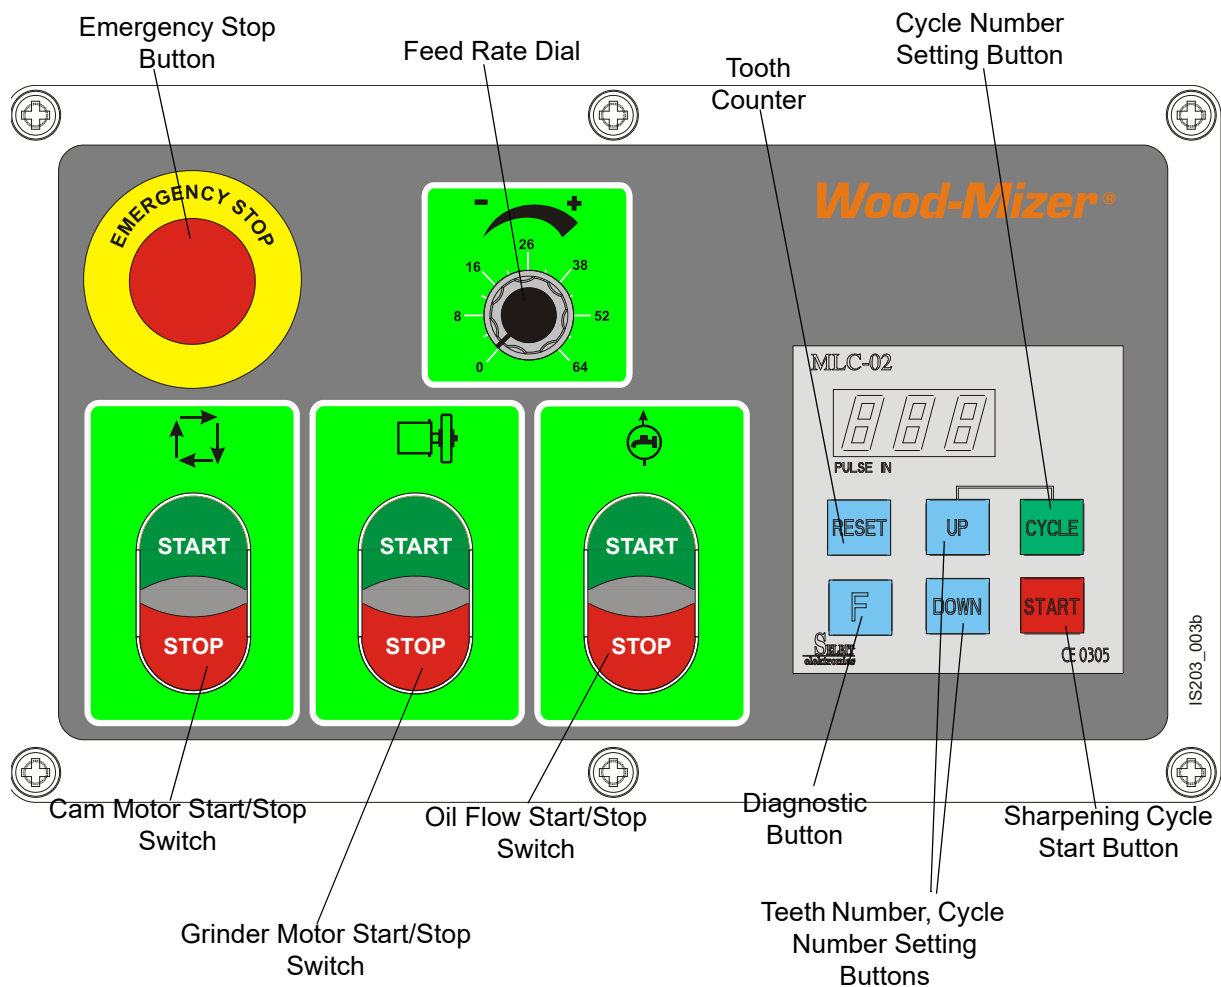 Emergency Stop
Button
Feed Rate Dial
Tooth
Counter
Cycle Number
Setting Button
EMERGENCY STOP
- +
26
16
38
8
52
0
64
Wood-Mizer®
MLC-02
888
PULSE IN
RESET
UP
CYCLE
F
DOWN
START
SELET
elektronics
CE 0305
START
STOP
START
STOP
START
STOP
IS203_003b
Cam Motor Start/Stop
Switch
Grinder Motor Start/Stop
Switch
Oil Flow Start/Stop
Switch
Diagnostic
Button
Teeth Number, Cycle
Number Setting
Buttons
Sharpening Cycle
Start Button